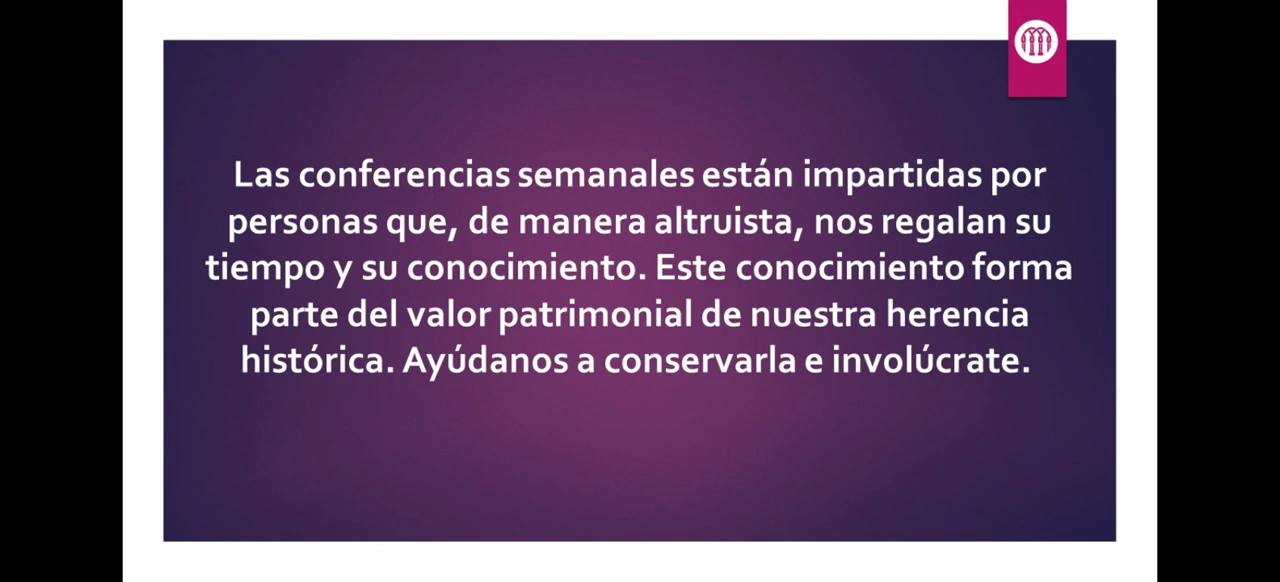 Las conferencias semanales están impartidas por
personas que, de manera altruista, nos regalan su
tiempo y su conocimiento. Este conocimiento forma
parte del valor patrimonial de nuestra herencia
histórica. Ayúdanos a conservarla e involúcrate.